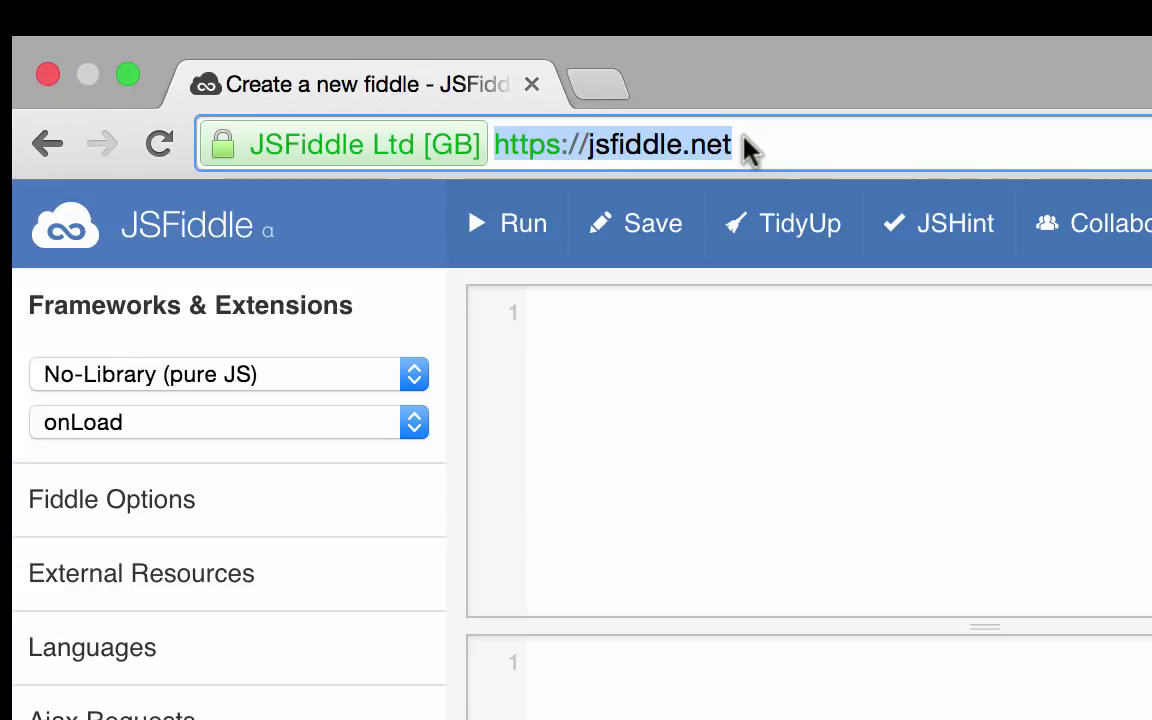 Create a new fiddle - JSFidd
JSFiddle Ltd [GB] https://jsfiddle.net
JSFiddle α
Run Save TidyUp JSHint Collabo
Frameworks & Extensions
No-Library (pure JS)
onLoad
Fiddle Options
External Resources
Languages
Ajax Requests
1
1